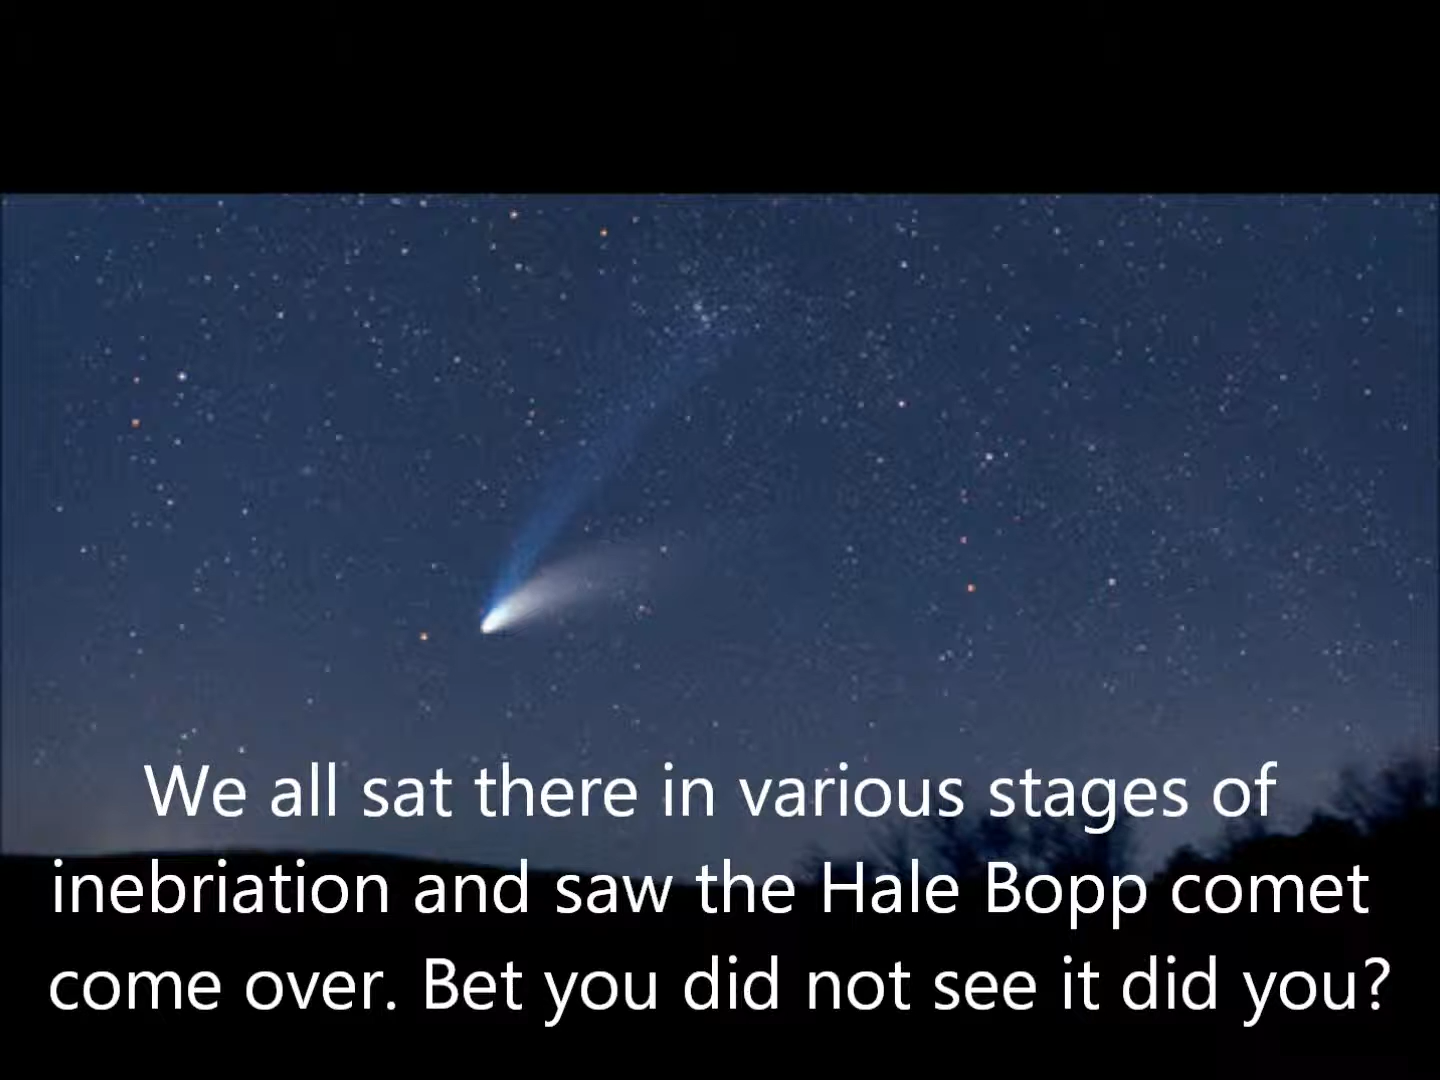 We all sat there in various stages of
inebriation and saw the Hale Bopp comet
come over. Bet you did not see it did you?